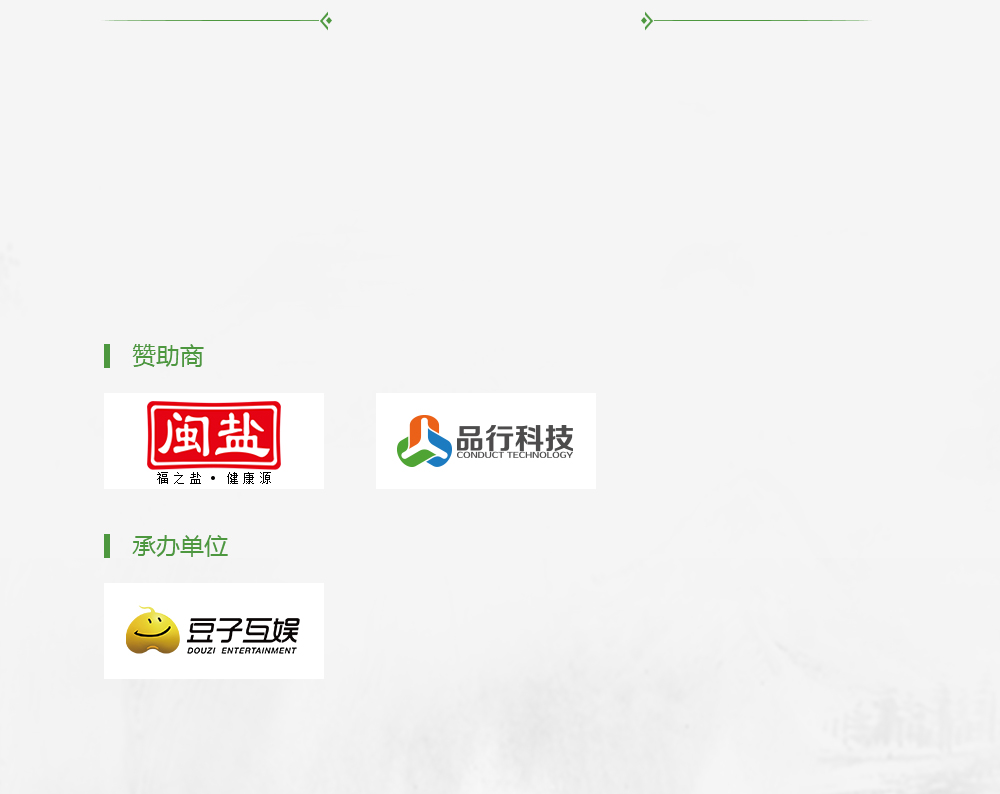 赞助商
闽盐
福之盐·健康源
品行科技
CONDUCT TECHNOLOGY
承办单位
豆子互娱
DOUZI ENTERTAINMENT